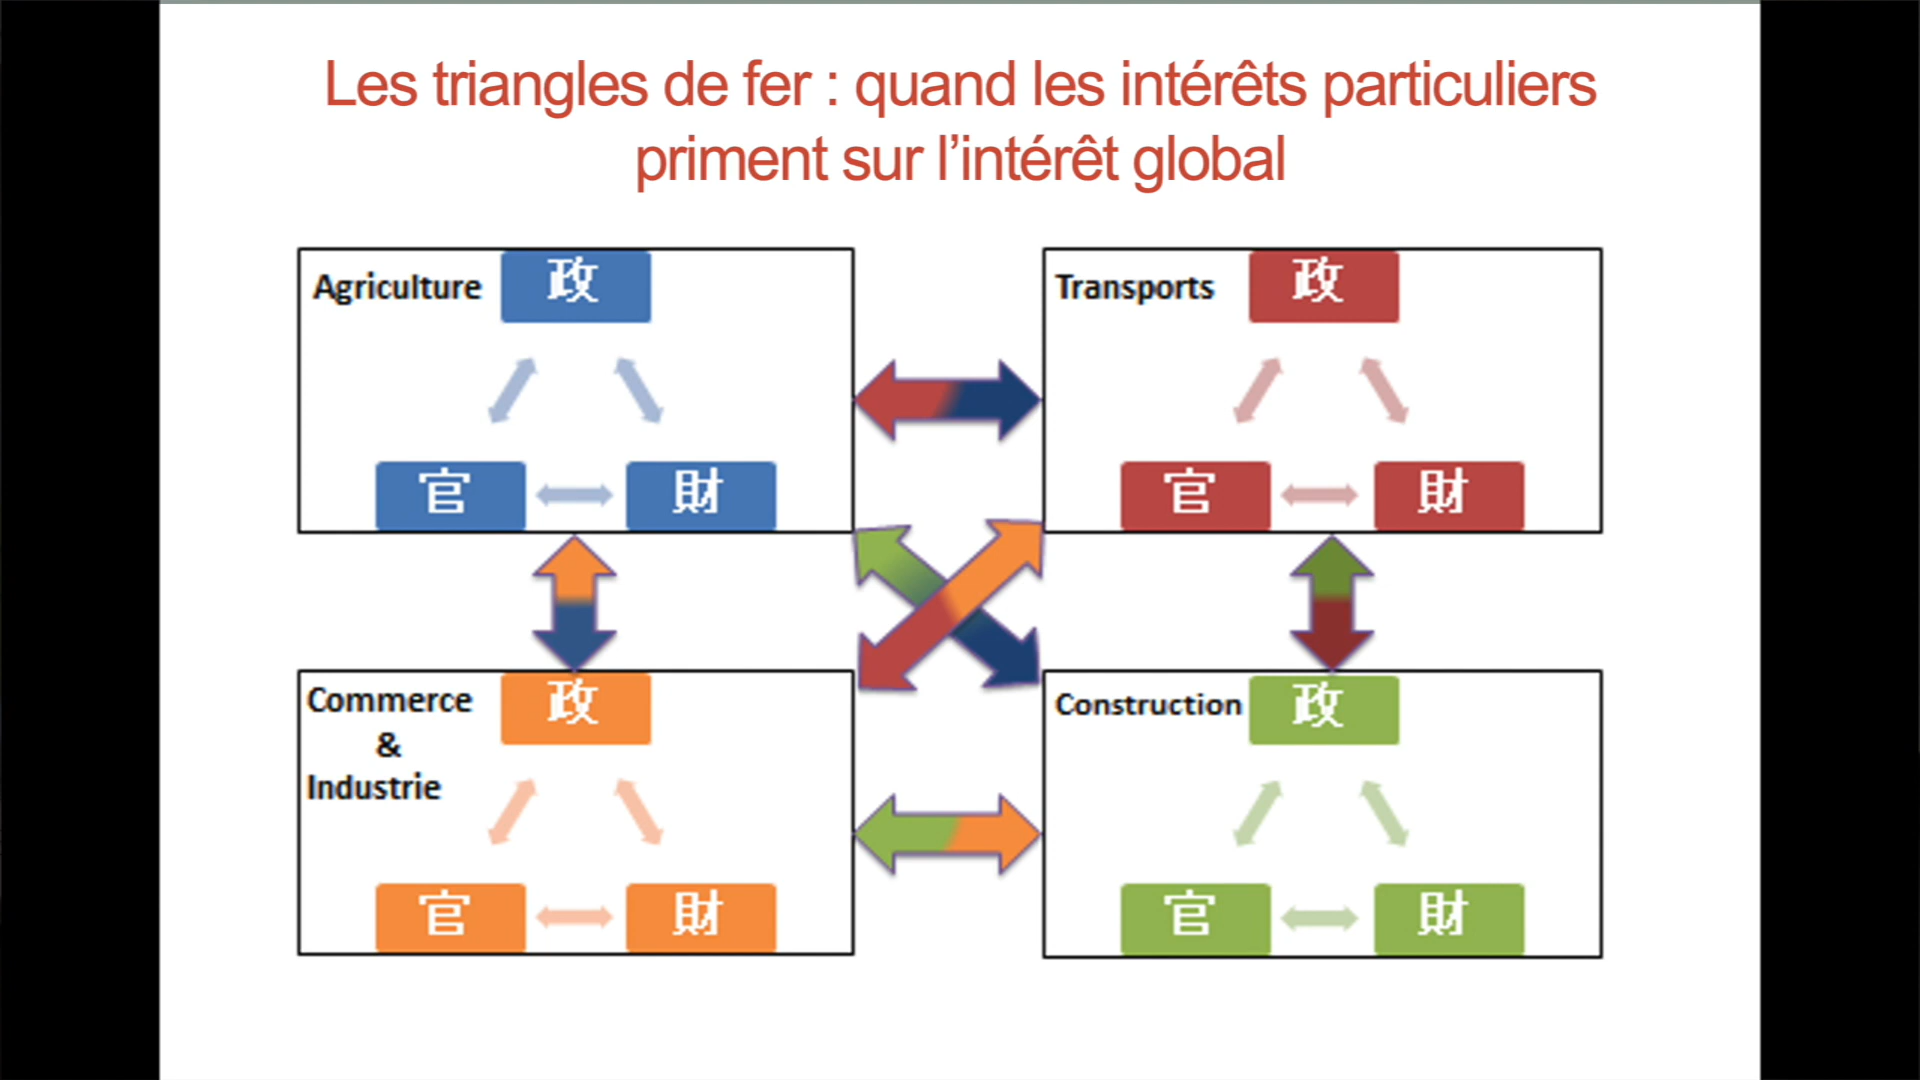 Les triangles de fer : quand les intérêts particuliers
priment sur l’intérêt global
Agriculture
政
官
財
Transports
政
官
財
Commerce
&
Industrie
政
官
財
Construction
政
官
財